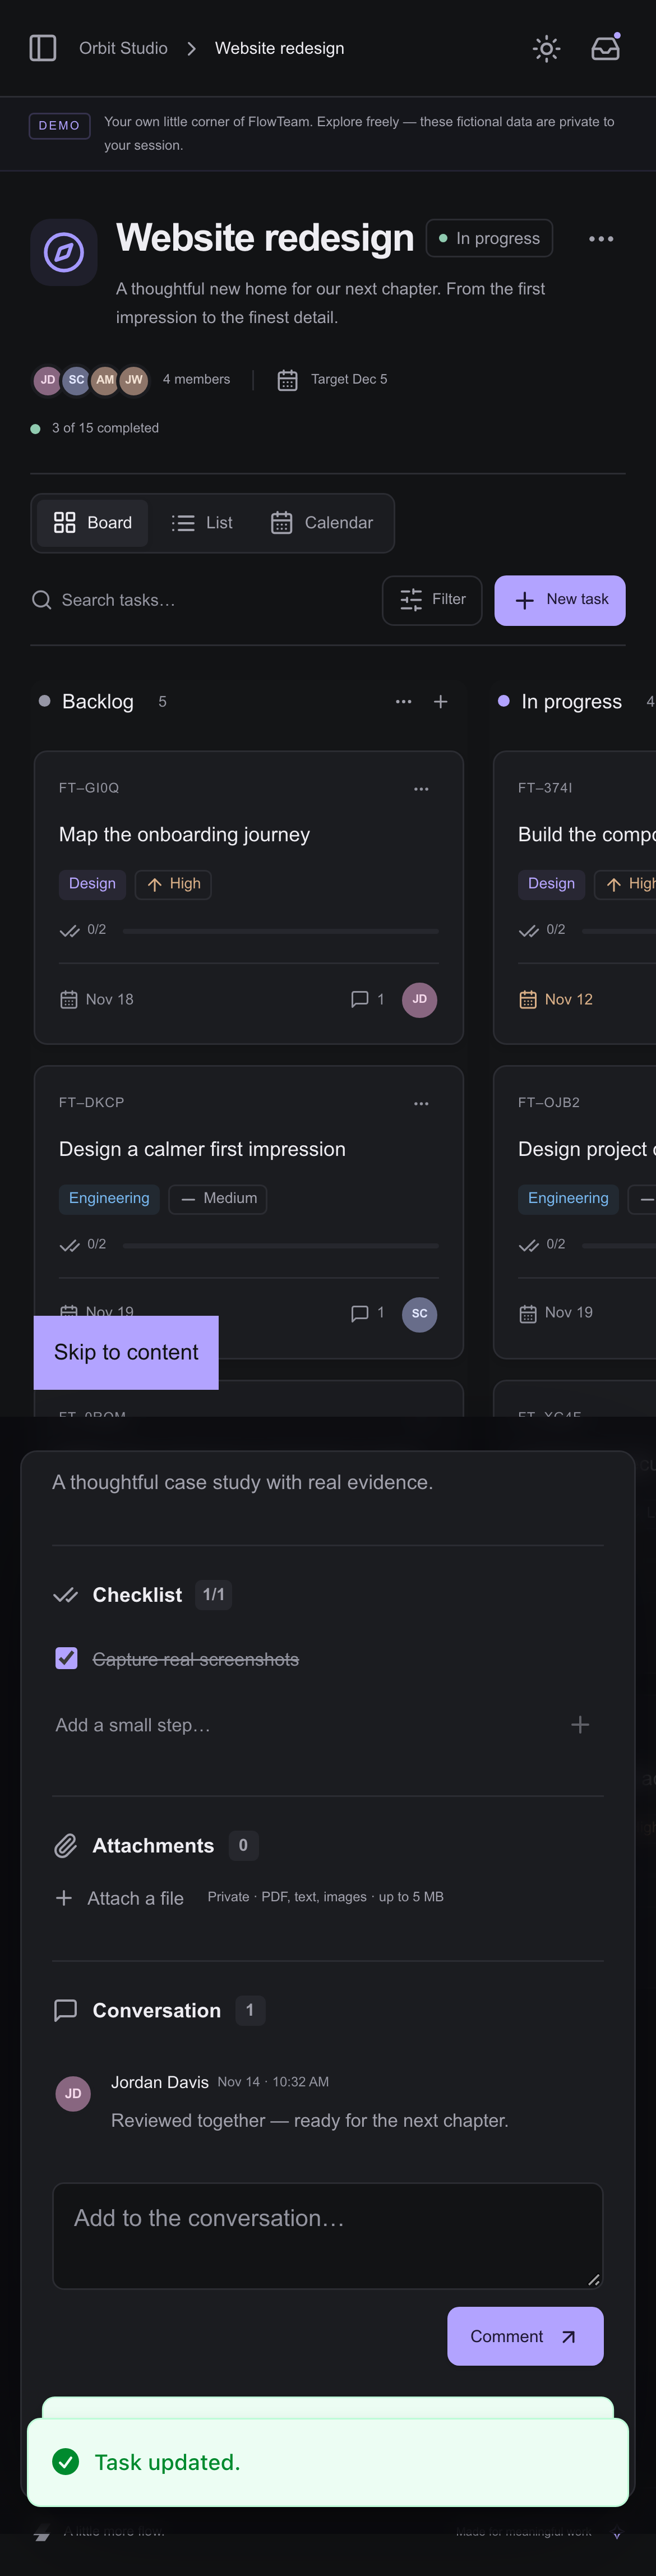 Orbit Studio > Website redesign
DEMO
Your own little corner of FlowTeam. Explore freely — these fictional data are private to
your session.
Website redesign
In progress
A thoughtful new home for our next chapter. From the first
impression to the finest detail.
JD SC AM JW 4 members Target Dec 5
3 of 15 completed
Board List Calendar
Search tasks… Filter New task
Backlog 5
FT–GI0Q
Map the onboarding journey
Design High
0/2
Nov 18 1 JD
FT–DKCP
Design a calmer first impression
Engineering Medium
0/2
Nov 19 1 SC
In progress 4
FT–374I
Build the
Design High
0/2
Nov 12
FT–OJB2
Design project
Engineering
0/2
Nov 19
Skip to content
A thoughtful case study with real evidence.
Checklist 1/1
Capture real screenshots
Add a small step…
Attachments 0
Attach a file Private · PDF, text, images · up to 5 MB
Conversation 1
JD Jordan Davis Nov 14 · 10:32 AM
Reviewed together — ready for the next chapter.
Add to the conversation…
Comment
Task updated.
A little more flow. Made for meaningful work